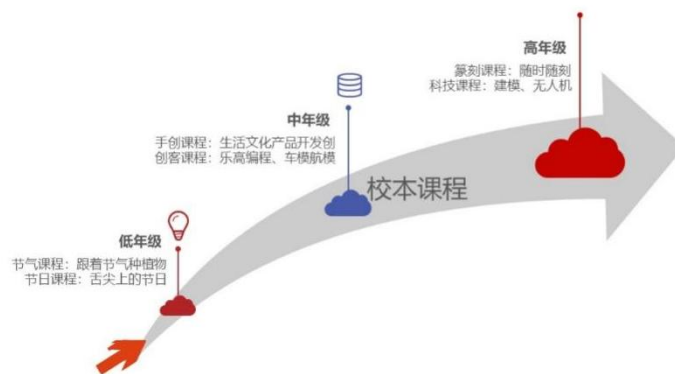 高年级
篆刻课程：随时随刻
科技课程：建模、无人机
中年级
手创课程：生活文化产品开发创
创客课程：乐高编程、车模航模
校本课程
低年级
节气课程：跟着节气种植物
节日课程：舌尖上的节日